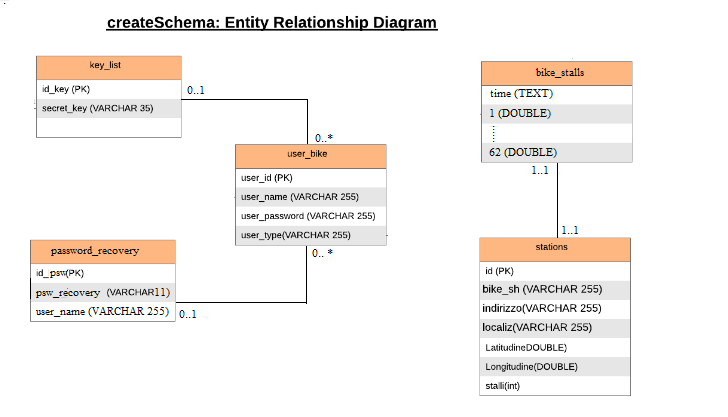 createSchema: Entity Relationship Diagram
key_list
id_key (PK)
secret_key (VARCHAR 35)
0..1
0..*
user_bike
user_id (PK)
user_name (VARCHAR 255)
user_password (VARCHAR 255)
user_type(VARCHAR 255)
0.. *
password_recovery
id_psw(PK)
psw_recovery (VARCHAR11)
user_name (VARCHAR 255)
0..1
bike_stalls
time (TEXT)
1 (DOUBLE)
62 (DOUBLE)
1..1
1..1
stations
id (PK)
bike_sh (VARCHAR 255)
indirizzo(VARCHAR 255)
localiz(VARCHAR 255)
LatitudineDOUBLE)
Longitudine(DOUBLE)
stalli(int)